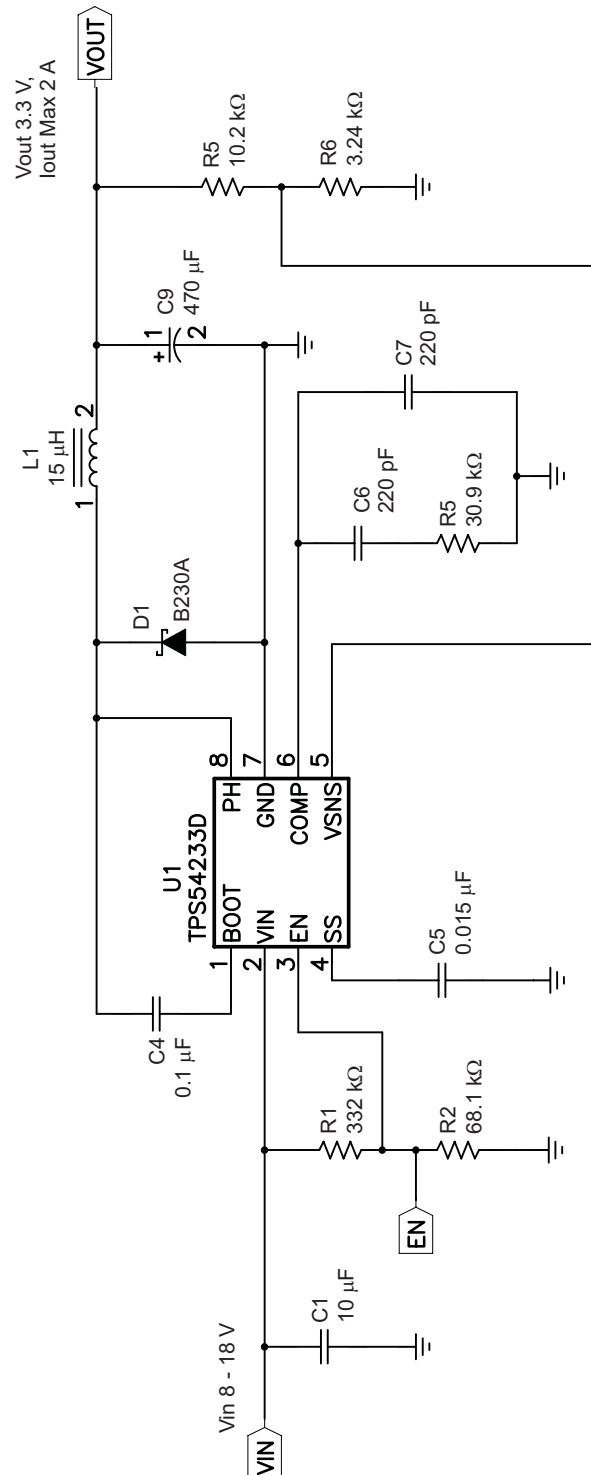 VIN
Vin 8 - 18 V
C1
10 μF
EN
R1
332 kΩ
R2
68.1 kΩ
C4
0.1 μF
C5
0.015 μF
U1
TPS54233D
1
BOOT
2
VIN
3
EN
4
SS
8
PH
7
GND
6
COMP
5
VSNS
D1
B230A
L1
15 μH
1
2
C6
220 pF
R5
30.9 kΩ
C7
220 pF
C9
470 μF
+
1
2
Vout 3.3 V,
Iout Max 2 A
VOUT
R5
10.2 kΩ
R6
3.24 kΩ